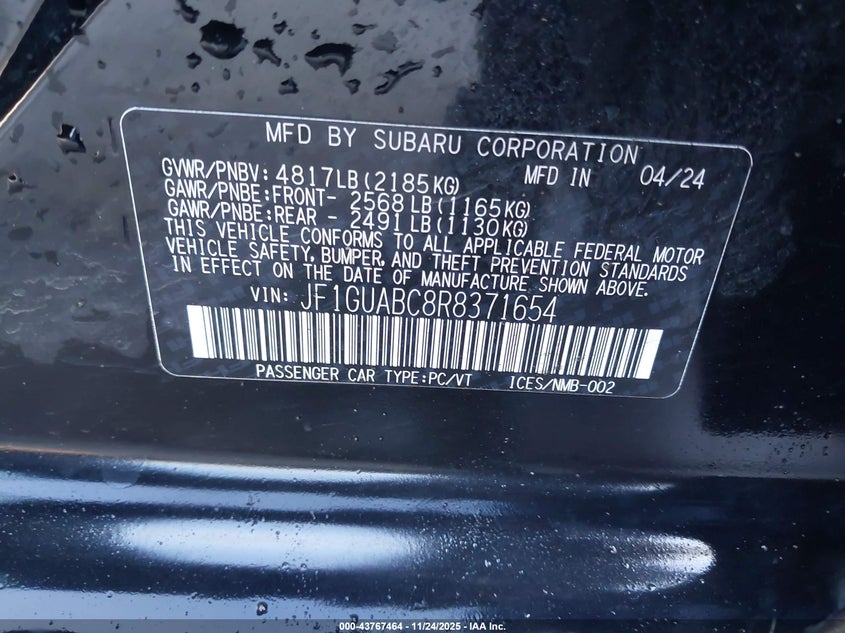 MFD BY SUBARU CORPORATION
GVWR/PNBV: 4817LB(2185KG) MFD IN 04/24
GAWR/PNBE:FRONT- 2568LB(1165KG)
GAWR/PNBE:REAR - 2491LB(1130KG)
THIS VEHICLE CONFORMS TO ALL APPLICABLE FEDERAL MOTOR
VEHICLE SAFETY, BUMPER, AND THEFT PREVENTION STANDARDS
IN EFFECT ON THE DATE OF MANUFACTURE SHOWN ABOVE.
VIN: JF1GUABC8R8371654
PASSENGER CAR TYPE:PC/VT ICES/NMB-002
000-43767464 - 11/24/2025 - IAA Inc.